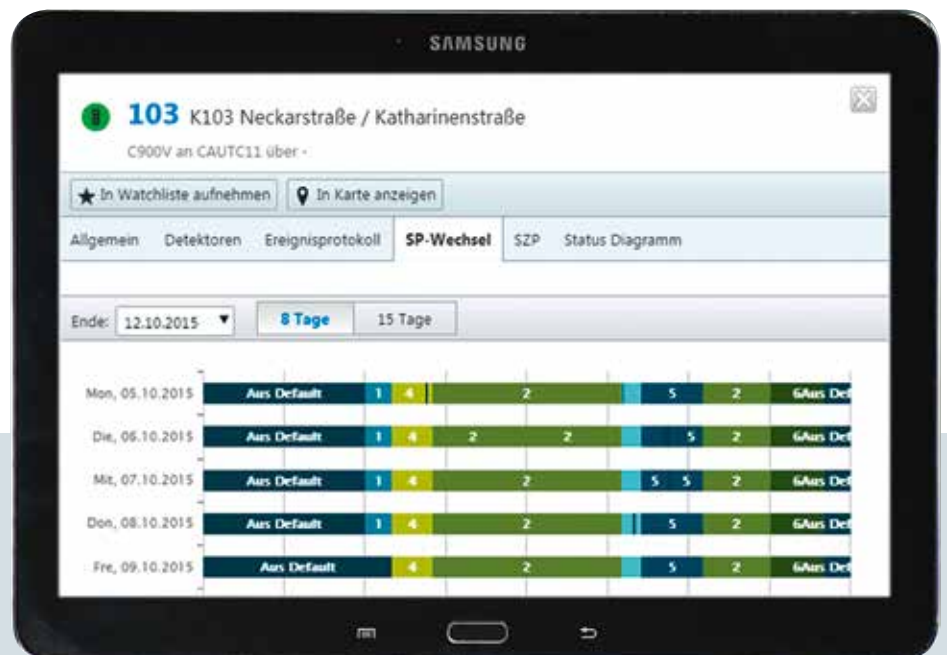 SAMSUNG
103 K103 Neckarstraße / Katharinenstraße
C900V an CAUTC11 über -
In Watchliste aufnehmen In Karte anzeigen
Allgemein Detektoren Ereignisprotokoll SP-Wechsel SZP Status Diagramm
Ende: 12.10.2015 8 Tage 15 Tage
Mon, 05.10.2015 Aus Default 1 4 2 5 2 6Aus Def
Die, 06.10.2015 Aus Default 1 4 2 2 5 2 6Aus Def
Mit, 07.10.2015 Aus Default 1 4 2 5 5 2 6Aus Def
Don, 08.10.2015 Aus Default 1 4 2 5 2 6Aus Def
Fre, 09.10.2015 Aus Default 4 2 5 2 6Aus Def